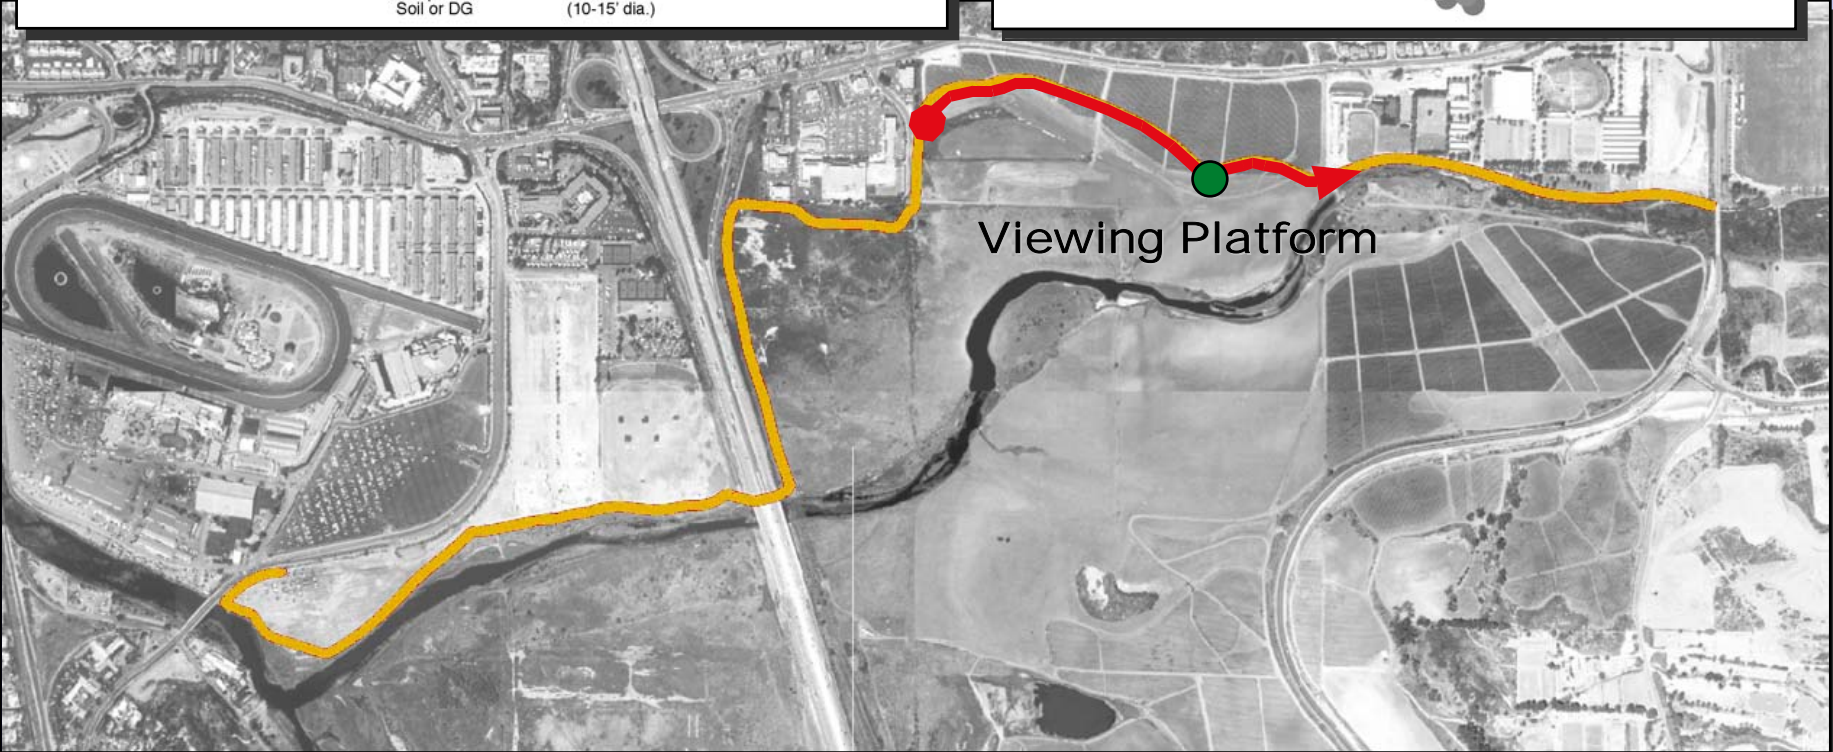 Soil or DG
(10-15' dia.)
Viewing Platform